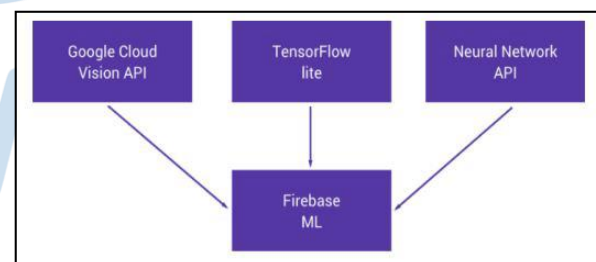 Google Cloud
Vision API
TensorFlow
lite
Neural Network
API
Firebase
ML